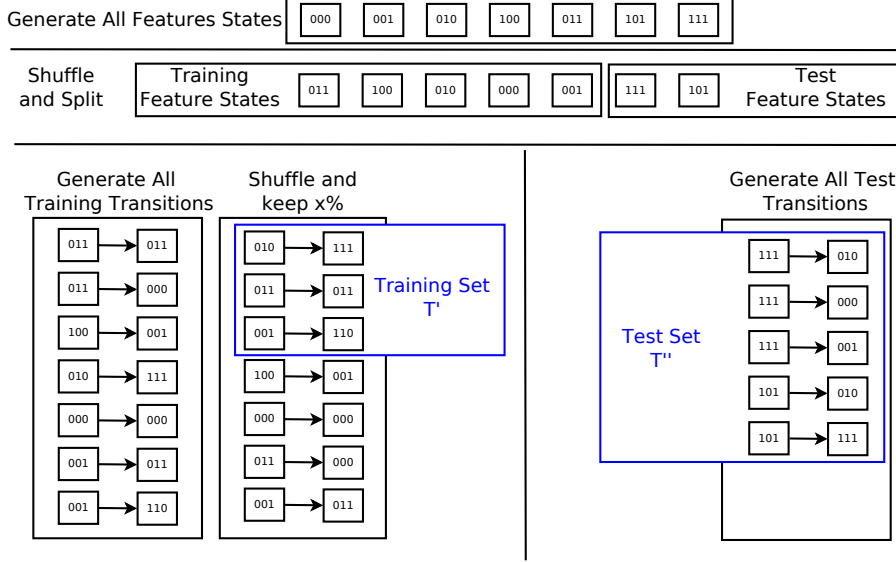 Generate All Features States 000 001 010 100 011 101 111
Shuffle and Split
Training Feature States 011 100 010 000 001
111 101 Test Feature States
Generate All
Training Transitions
011 011
011 000
100 001
010 111
000 000
001 011
001 110
Shuffle and
keep x%
010 111
011 011
001 110
100 001
000 000
011 000
001 011
Training Set
T'
Generate All Test
Transitions
Test Set
T''
111 010
111 000
111 001
101 010
101 111